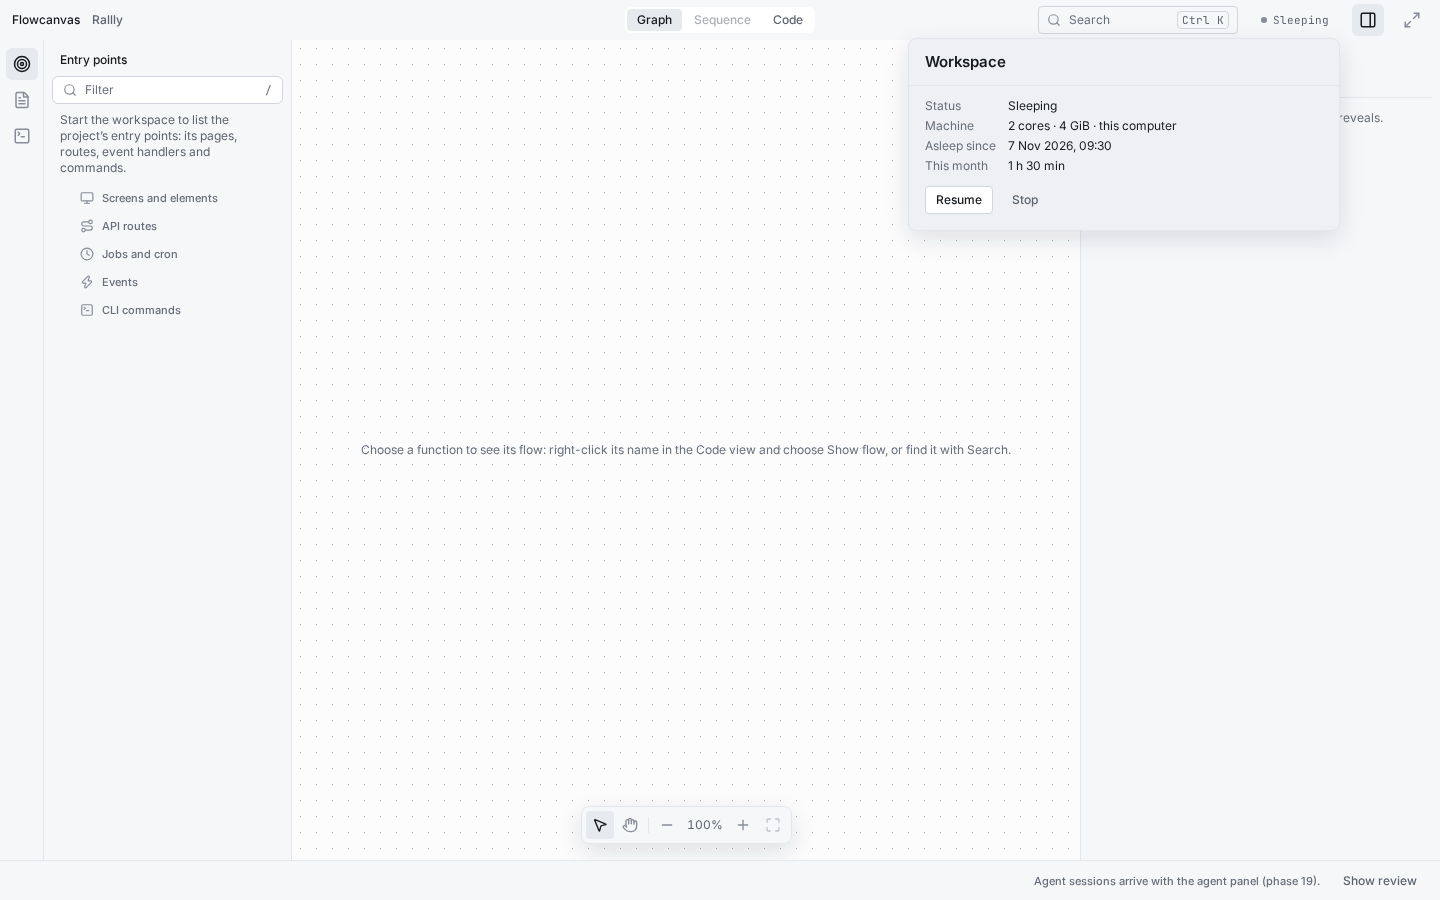 Flowcanvas Rallly
Graph Sequence Code
Search Ctrl K
Sleeping
Entry points
Filter /
Start the workspace to list the
project’s entry points: its pages,
routes, event handlers and
commands.
Screens and elements
API routes
Jobs and cron
Events
CLI commands
Workspace
Status Sleeping
Machine 2 cores · 4 GiB · this computer
Asleep since 7 Nov 2026, 09:30
This month 1 h 30 min
Resume Stop
reveals.
Choose a function to see its flow: right-click its name in the Code view and choose Show flow, or find it with Search.
100%
Agent sessions arrive with the agent panel (phase 19). Show review